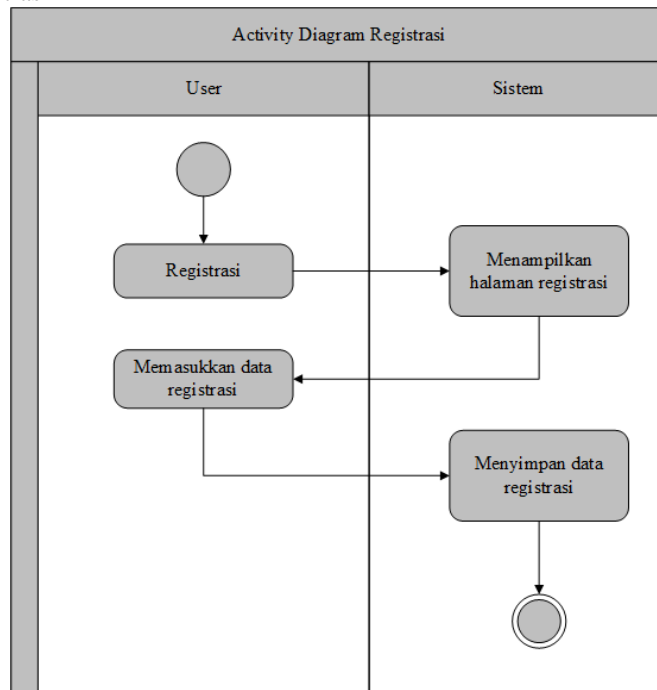 Activity Diagram Registrasi
User
Sistem
Registrasi
Menampilkan
halaman registrasi
Memasukkan data
registrasi
Menyimpan data
registrasi